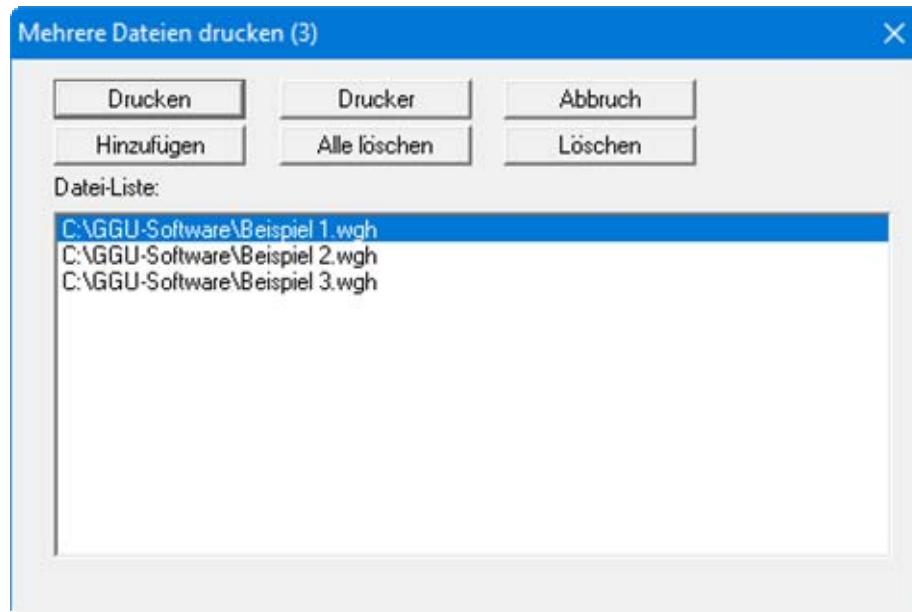 Mehrere Dateien drucken (3)
Drucken Drucker Abbruch
Hinzufügen Alle löschen Löschen
Datei-Liste:
C:\GGU-Software\Beispiel 1.wgh
C:\GGU-Software\Beispiel 2.wgh
C:\GGU-Software\Beispiel 3.wgh